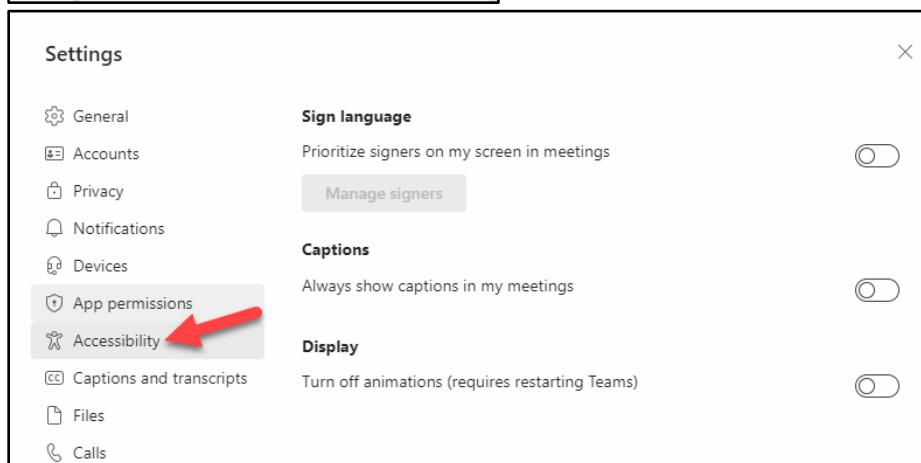 Settings
General
Accounts
Privacy
Notifications
Devices
App permissions
Accessibility
CC Captions and transcripts
Files
Calls
Sign language
Prioritize signers on my screen in meetings
Manage signers
Captions
Always show captions in my meetings
Display
Turn off animations (requires restarting Teams)